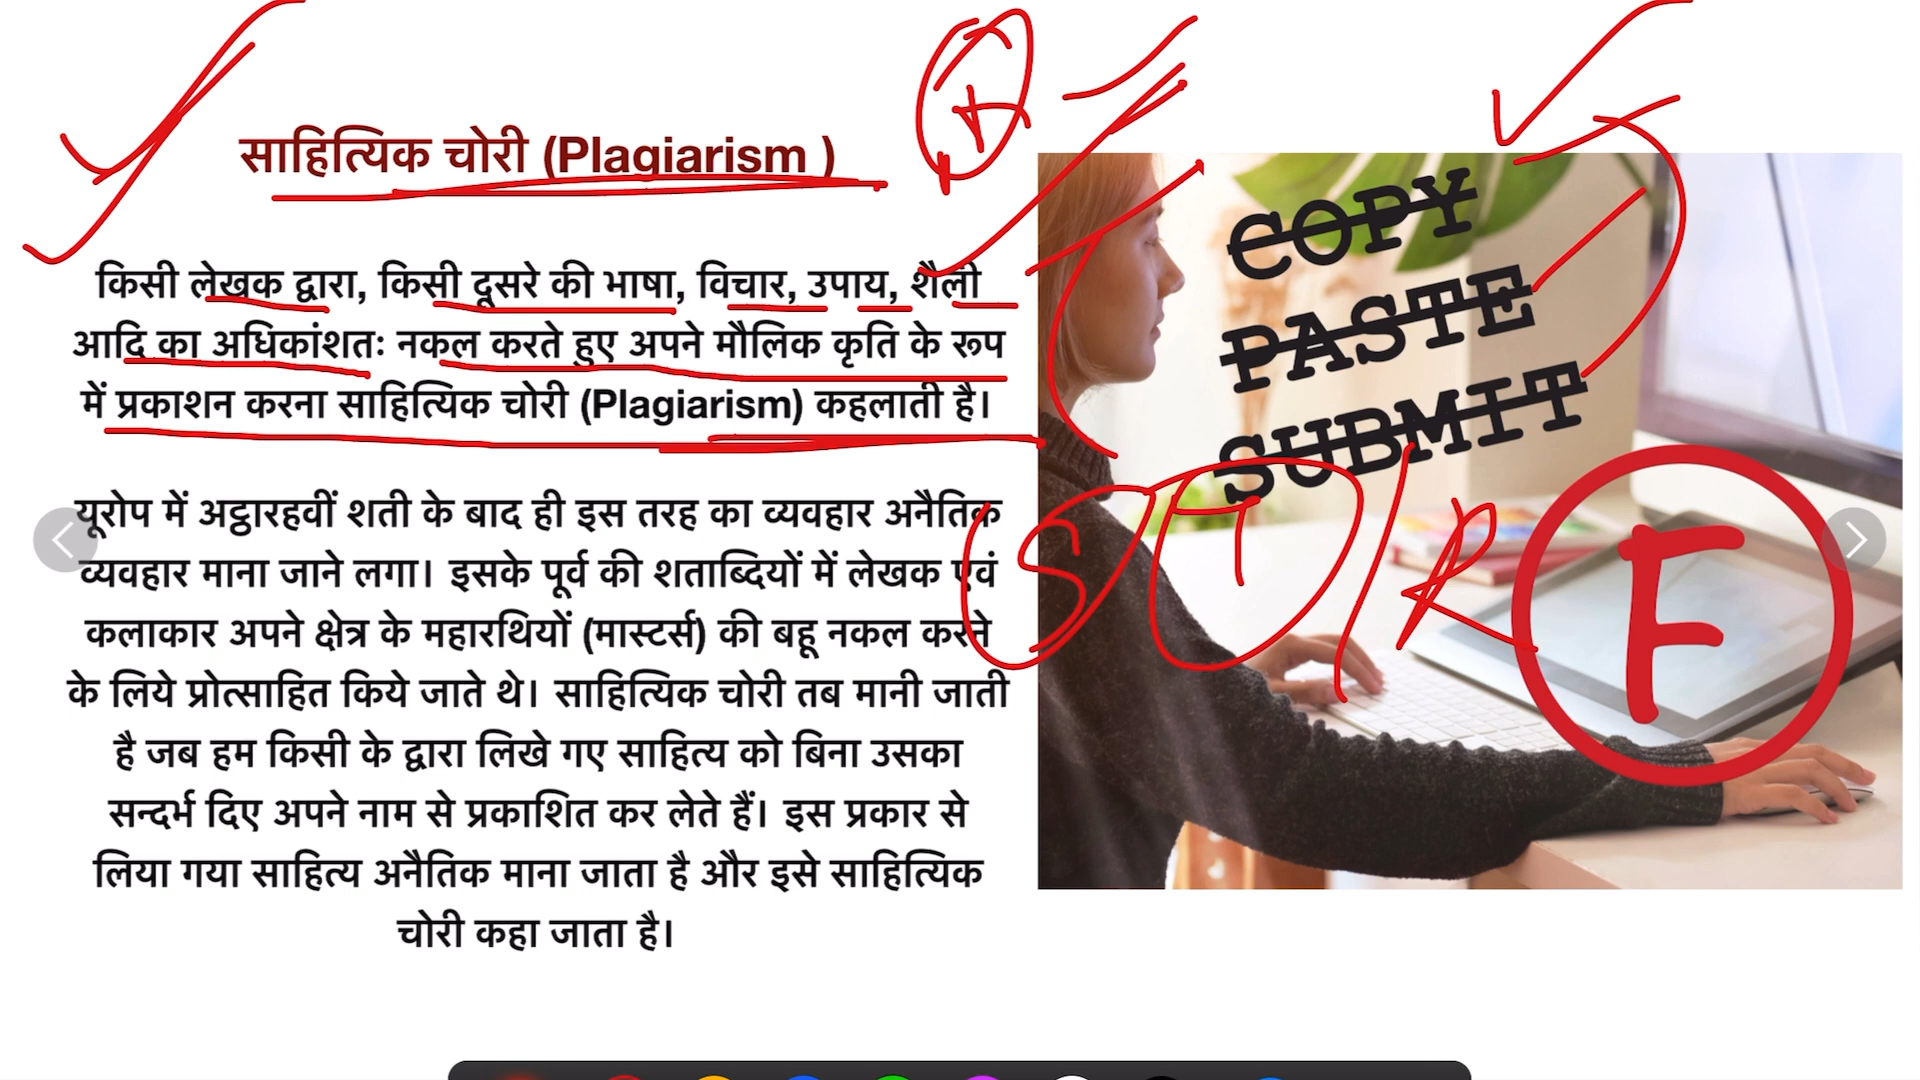 साहित्यिक चोरी (Plagiarism )
किसी लेखक द्वारा, किसी दूसरे की भाषा, विचार, उपाय, शैली
आदि का अधिकांशतः नकल करते हुए अपने मौलिक कृति के रूप
में प्रकाशन करना साहित्यिक चोरी (Plagiarism) कहलाती है।
यूरोप में अट्ठारहवीं शती के बाद ही इस तरह का व्यवहार अनैतिक
व्यवहार माना जाने लगा। इसके पूर्व की शताब्दियों में लेखक एवं
कलाकार अपने क्षेत्र के महारथियों (मास्टर्स) की बहू नकल करने
के लिये प्रोत्साहित किये जाते थे। साहित्यिक चोरी तब मानी जाती
है जब हम किसी के द्वारा लिखे गए साहित्य को बिना उसका
सन्दर्भ दिए अपने नाम से प्रकाशित कर लेते हैं। इस प्रकार से
लिया गया साहित्य अनैतिक माना जाता है और इसे साहित्यिक
चोरी कहा जाता है।
COPY
PASTE
SUBMIT
F